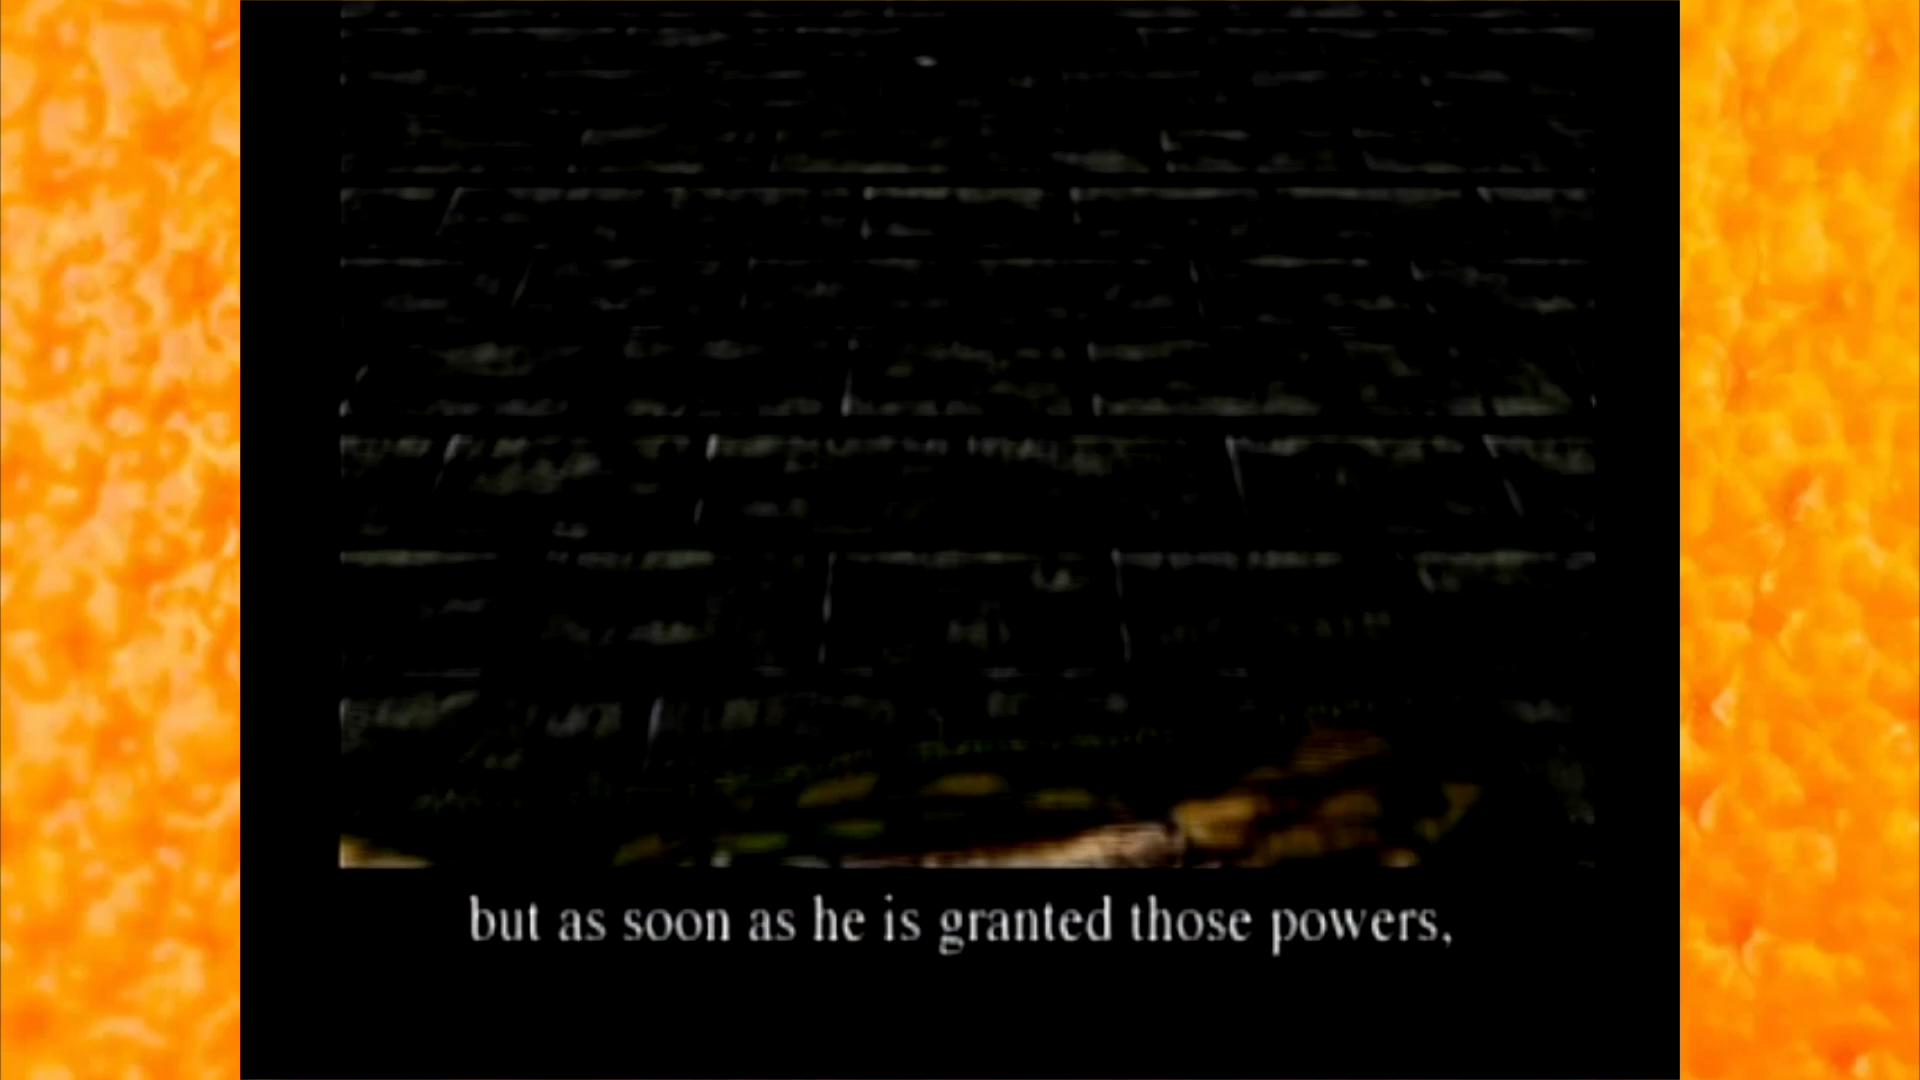 but as soon as he is granted those powers,